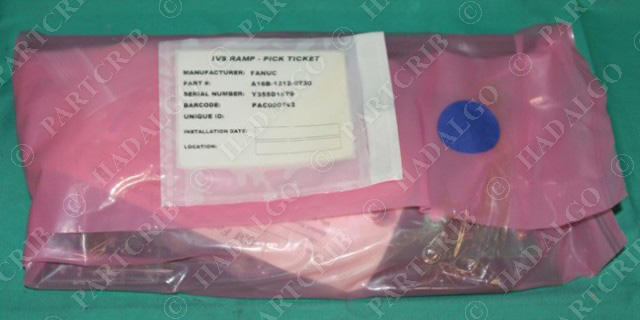 IVS RAMP - PICK TICKET
MANUFACTURER: FANUC
PART #: A16B-1212-0730
SERIAL NUMBER:
BARCODE:
UNIQUE ID:
INSTALLATION DATE:
LOCATION:
© PARTCRIB
© HADALGO